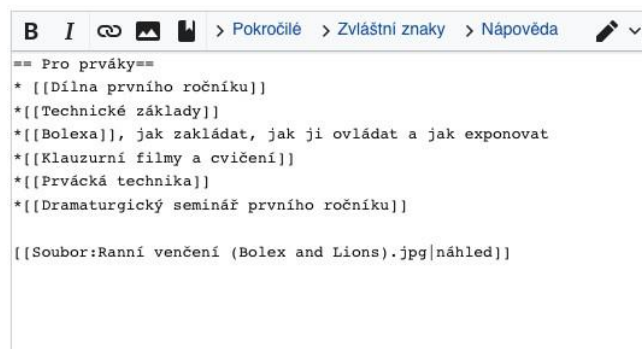 B I > Pokročilé > Zvláštní znaky > Nápověda
== Pro prváky==
* [[Dílna prvního ročníku]]
*[[Technické základy]]
*[[Bolexa]], jak zakládat, jak ji ovládat a jak exponovat
*[[Klauzurní filmy a cvičení]]
*[[Prvácká technika]]
*[[Dramaturgický seminář prvního ročníku]]
[[Soubor:Ranní venčení (Bolex and Lions).jpg|náhled]]